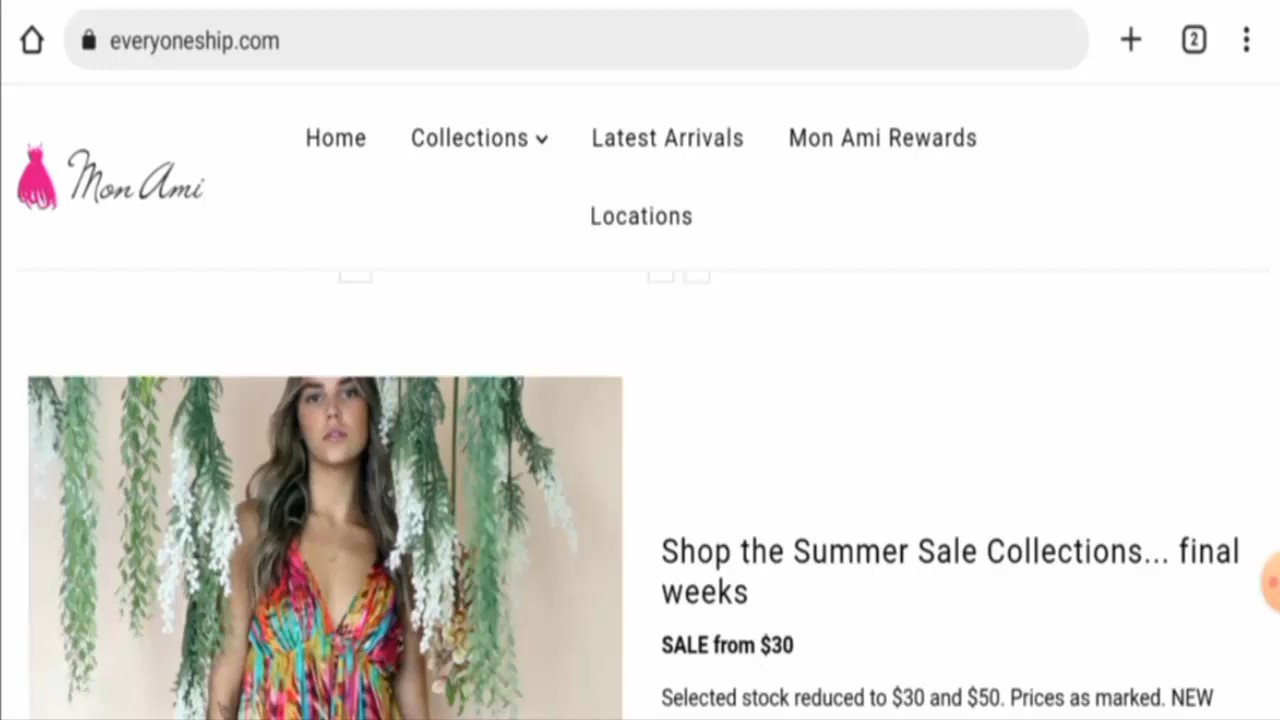 everyoneship.com
2
Home
Collections
Latest Arrivals
Mon Ami Rewards
Mon Ami
Locations
Shop the Summer Sale Collections... final
weeks
SALE from $30
Selected stock reduced to $30 and $50. Prices as marked. NEW